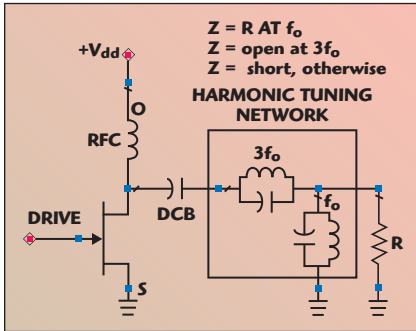 Z = R AT fo
Z = open at 3fo
Z = short, otherwise
+Vdd
HARMONIC TUNING
NETWORK
O
RFC
3fo
fo
DRIVE
DCB
R
S